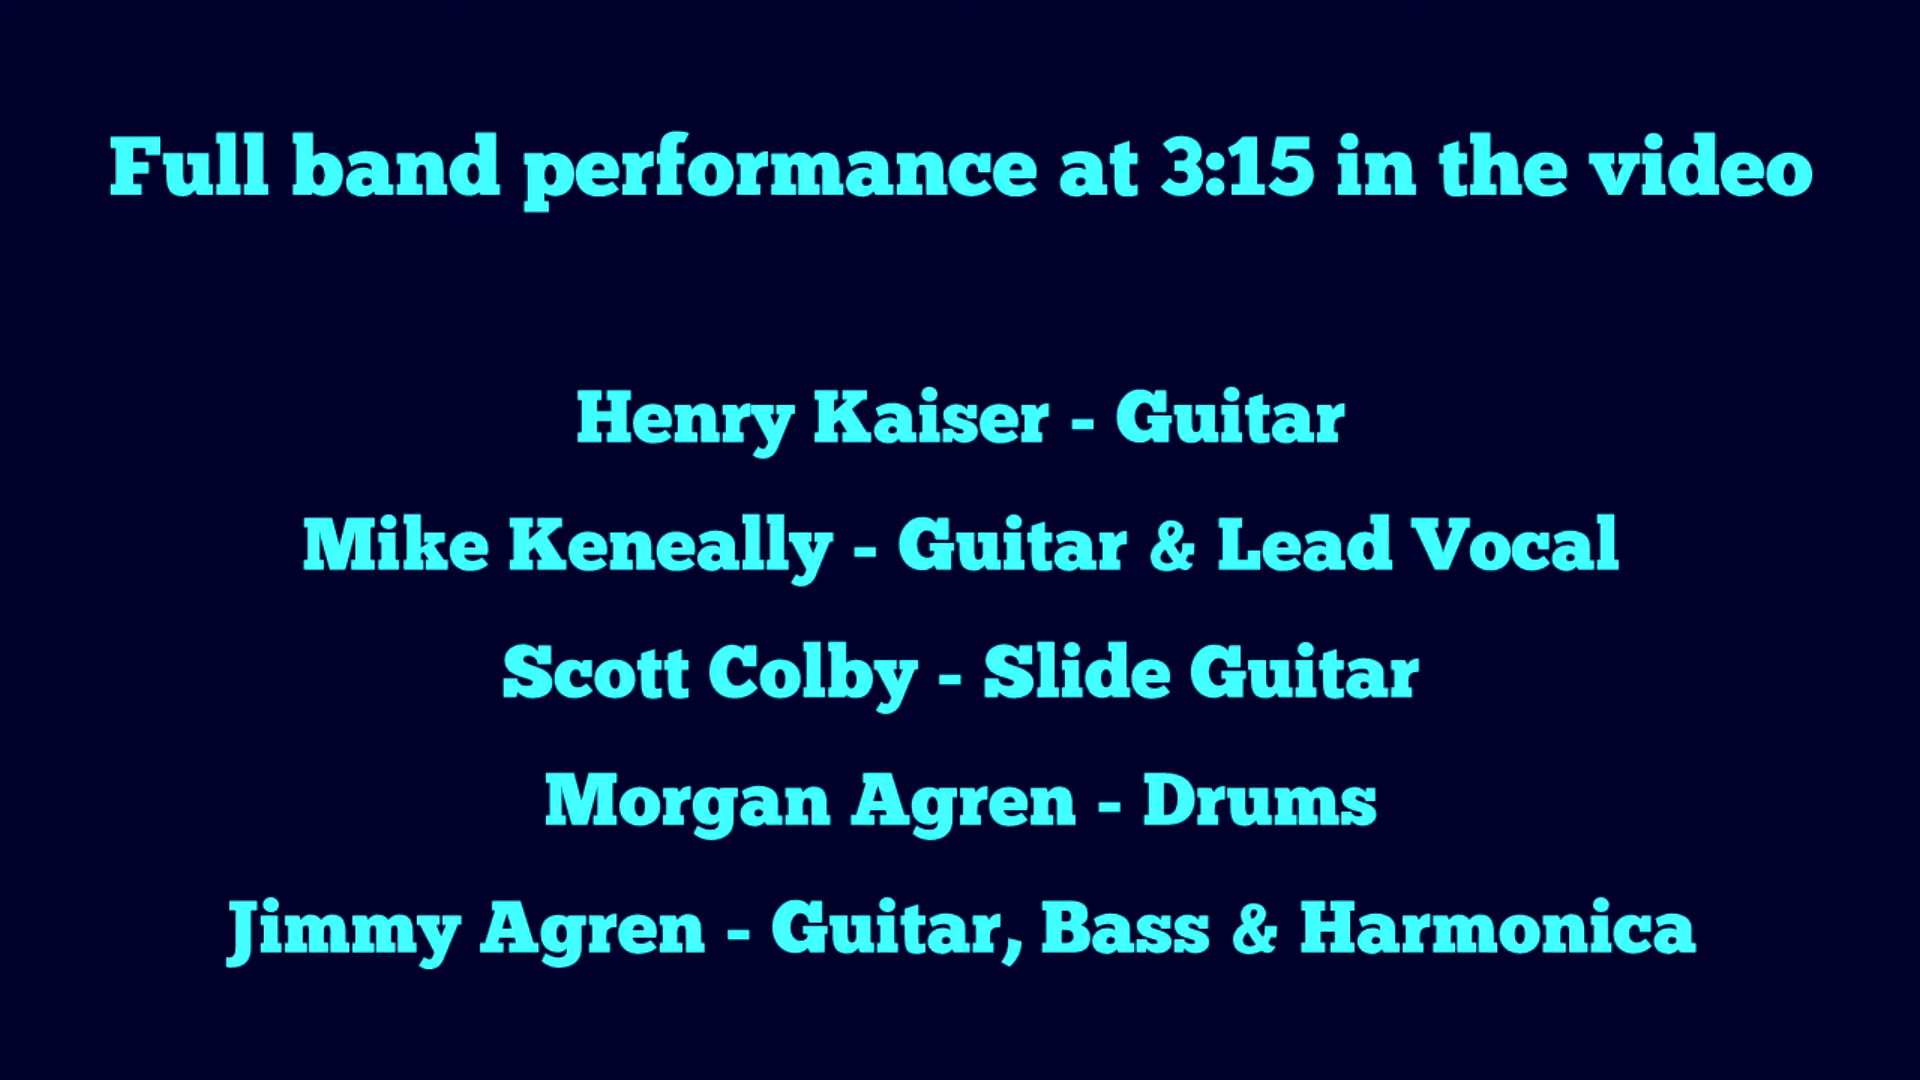 Full band performance at 3:15 in the video
Henry Kaiser - Guitar
Mike Keneally - Guitar & Lead Vocal
Scott Colby - Slide Guitar
Morgan Agren - Drums
Jimmy Agren - Guitar, Bass & Harmonica